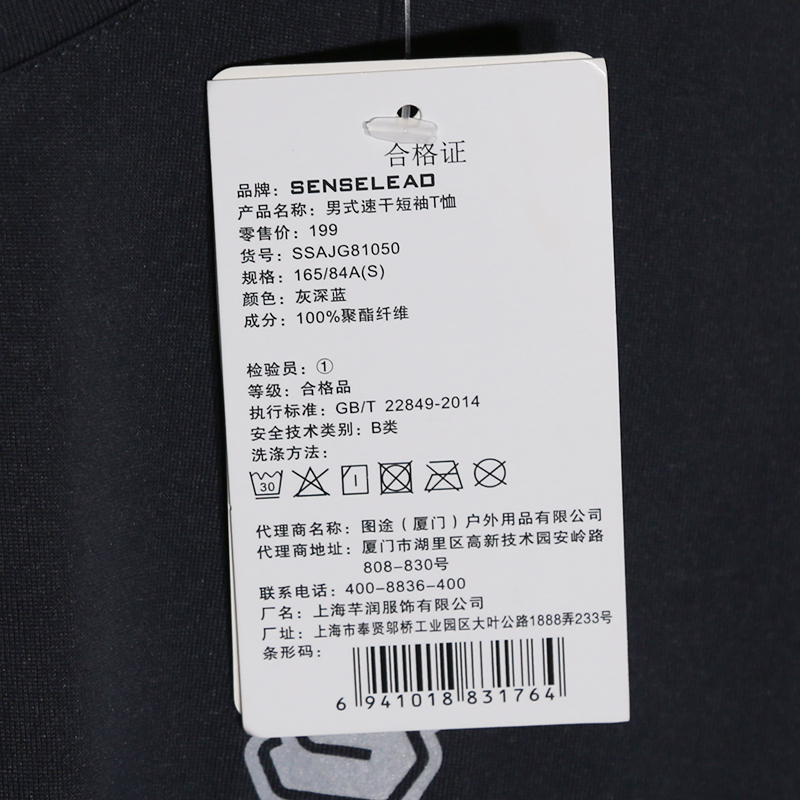 合格证
品牌：SENSELEAD
产品名称：男式速干短袖T恤
零售价：199
货号：SSAJG81050
规格：165/84A(S)
颜色：灰深蓝
成分：100%聚酯纤维
检验员：①
等级：合格品
执行标准：GB/T 22849-2014
安全技术类别：B类
洗涤方法：
30
代理商名称：图途（厦门）户外用品有限公司
代理商地址：厦门市湖里区高新技术园安岭路
808-830号
联系电话：400-8836-400
厂名：上海芊润服饰有限公司
厂址：上海市奉贤邬桥工业园区大叶公路1888弄233号
条形码：
6 941018 831764